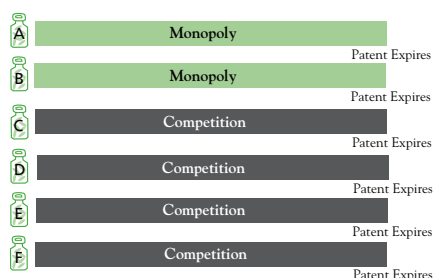 A
Monopoly
Patent Expires
B
Monopoly
Patent Expires
C
Competition
Patent Expires
D
Competition
Patent Expires
E
Competition
Patent Expires
F
Competition
Patent Expires